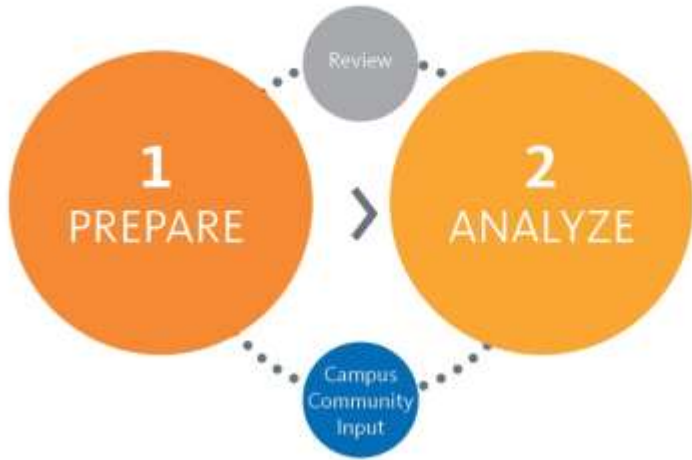 Review
1
PREPARE
2
ANALYZE
Campus
Community
Input